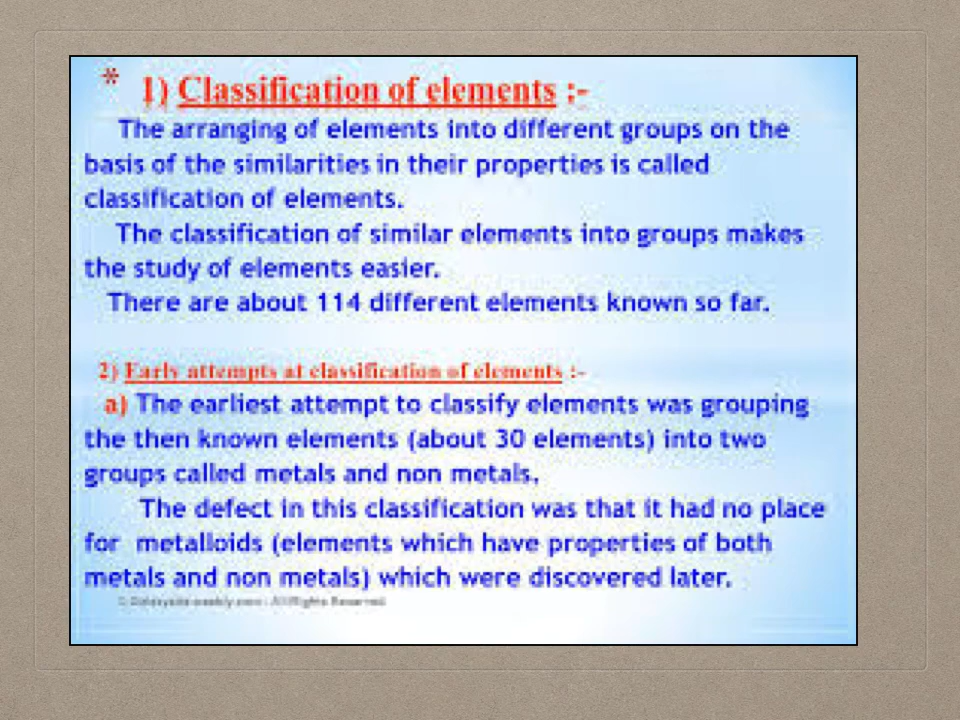 * 1) Classification of elements :-
The arranging of elements into different groups on the
basis of the similarities in their properties is called
classification of elements.
The classification of similar elements into groups makes
the study of elements easier.
There are about 114 different elements known so far.
2) Early attempts at classification of elements :-
a) The earliest attempt to classify elements was grouping
the then known elements (about 30 elements) into two
groups called metals and non metals.
The defect in this classification was that it had no place
for metalloids (elements which have properties of both
metals and non metals) which were discovered later.
All Rights Reserved